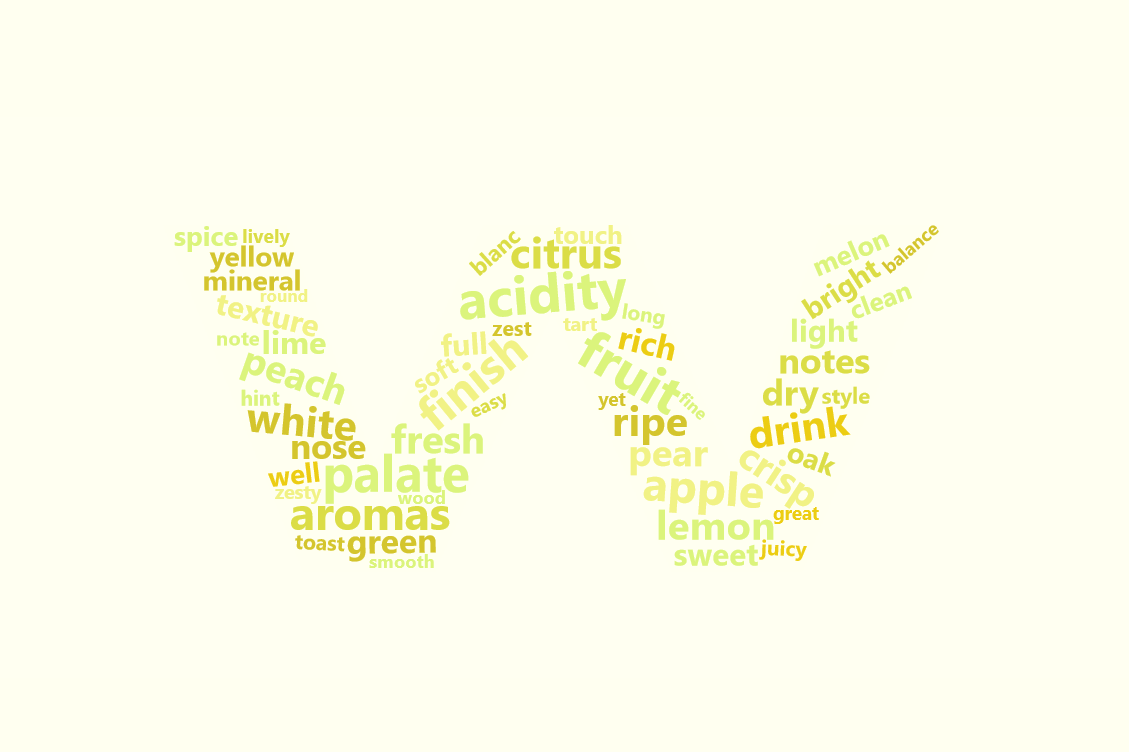 spice lively
yellow
mineral
round
texture
note lime
peach
hint
white
nose
well
zesty
palate
wood
aromas
toast green
smooth
blanc
touch
citrus
acidity
zest
tart
long
full
rich
soft
finish
easy
fresh
fruit
fine
yet
ripe
pear
apple
lemon
sweet
juicy
great
crisp
oak
drink
dry style
notes
light
clean
bright
melon
balance